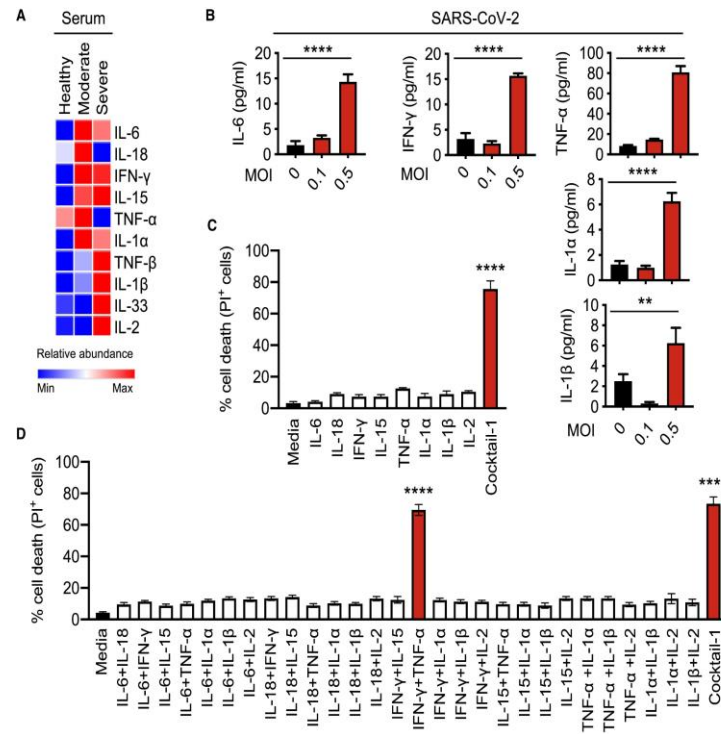 A
Serum
Healthy
Moderate
Severe
IL-6
IL-18
IFN-γ
IL-15
TNF-α
IL-1α
TNF-β
IL-1β
IL-33
IL-2
Relative abundance
Min Max
B
SARS-CoV-2
IL-6 (pg/ml)
20
15
10
5
0
****
MOI
0 0.1 0.5
IFN-γ (pg/ml)
20
15
10
5
0
****
MOI
0 0.1 0.5
TNF-α (pg/ml)
100
80
60
40
20
0
****
IL-1α (pg/ml)
8
6
4
2
0
****
IL-1β (pg/ml)
10
8
6
4
2
0
**
MOI
0 0.1 0.5
C
% cell death (PI⁺ cells)
100
80
60
40
20
0
****
Media
IL-6
IL-18
IFN-γ
IL-15
TNF-α
IL-1α
IL-1β
IL-2
Cocktail-1
D
% cell death (PI⁺ cells)
100
80
60
40
20
0
****
***
Media
IL-6+IL-18
IL-6+IFN-γ
IL-6+IL-15
IL-6+TNF-α
IL-6+IL-1α
IL-6+IL-1β
IL-6+IL-2
IL-18+IFN-γ
IL-18+IL-15
IL-18+TNF-α
IL-18+IL-1α
IL-18+IL-1β
IL-18+IL-2
IFN-γ+IL-15
IFN-γ+TNF-α
IFN-γ+IL-1α
IFN-γ+IL-1β
IFN-γ+IL-2
IL-15+TNF-α
IL-15+IL-1α
IL-15+IL-1β
IL-15+IL-2
TNF-α +IL-1α
TNF-α +IL-1β
TNF-α +IL-2
IL-1α+IL-1β
IL-1α+IL-2
IL-1β+IL-2
Cocktail-1